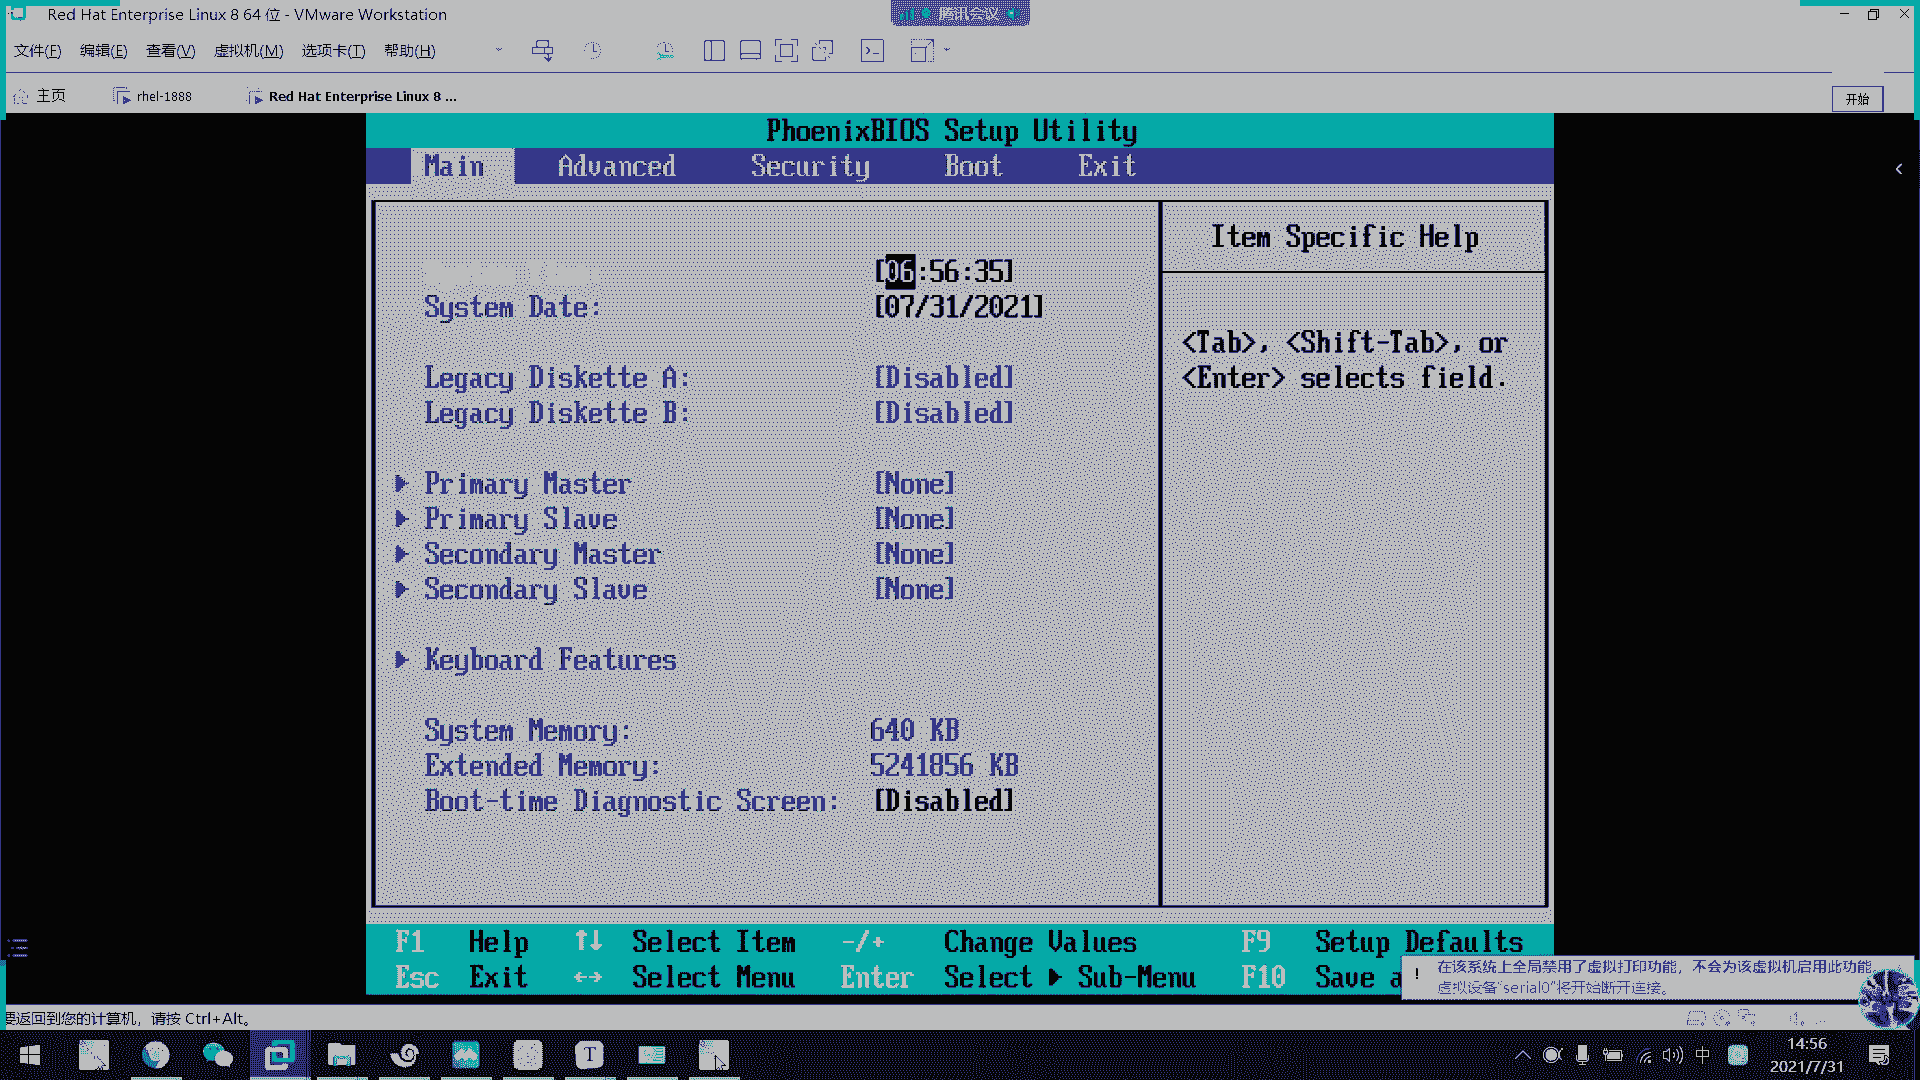 Red Hat Enterprise Linux 8 64 位 - VMware Workstation
腾讯会议
文件(F) 编辑(E) 查看(V) 虚拟机(M) 选项卡(T) 帮助(H)
主页 rhel-1888 Red Hat Enterprise Linux 8 ... 开始
PhoenixBIOS Setup Utility
Main Advanced Security Boot Exit
Item Specific Help
[06:56:35]
System Date: [07/31/2021]
<Tab>, <Shift-Tab>, or
<Enter> selects field.
Legacy Diskette A: [Disabled]
Legacy Diskette B: [Disabled]
Primary Master [None]
Primary Slave [None]
Secondary Master [None]
Secondary Slave [None]
Keyboard Features
System Memory: 640 KB
Extended Memory: 5241856 KB
Boot-time Diagnostic Screen: [Disabled]
F1 Help ↑↓ Select Item -/+ Change Values F9 Setup Defaults
Esc Exit ↔ Select Menu Enter Select ▶ Sub-Menu F10 Save a
在该系统上全局禁用了虚拟打印功能，不会为该虚拟机启用此功能。
虚拟设备"serial0"将开始断开连接。
要返回到您的计算机，请按 Ctrl+Alt。
中
14:56
2021/7/31